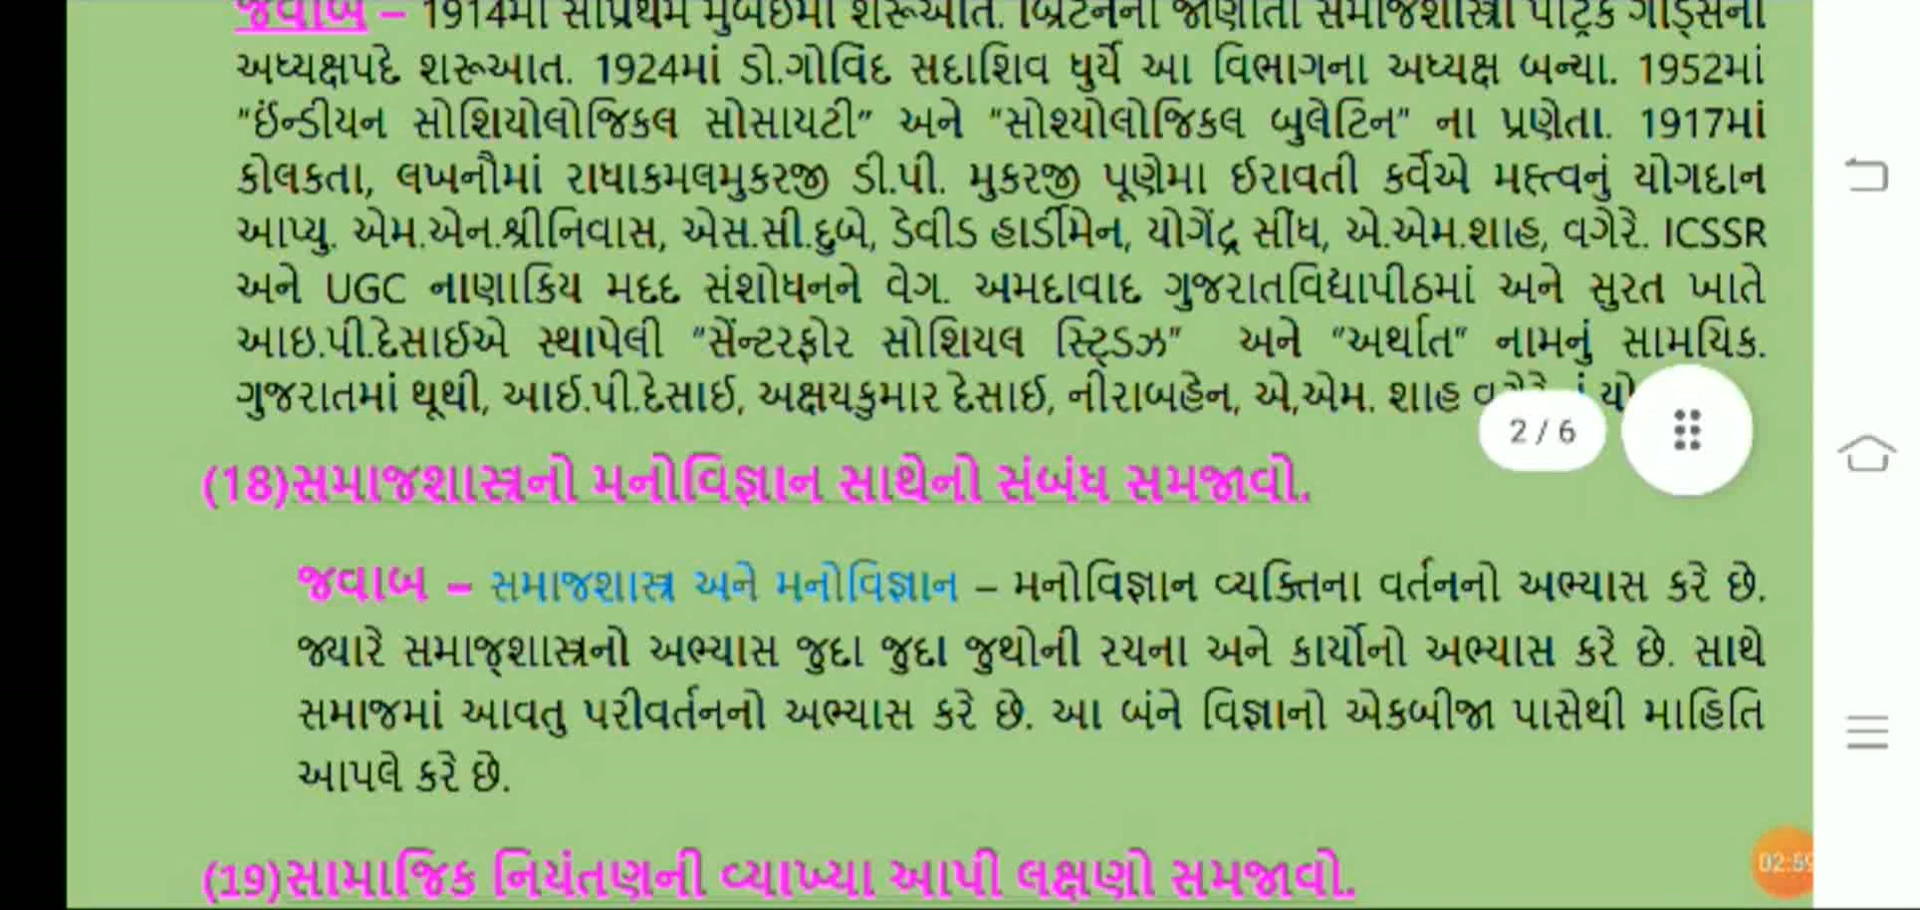 જવાબ – 1914માં સૌપ્રથમ મુંબઈમાં શરૂઆત. બ્રિટનના જાણીતા સમાજશાસ્ત્રી પેટ્રિક ગીડ્સના
અધ્યક્ષપદે શરૂઆત. 1924માં ડો.ગોવિંદ સદાશિવ ઘુર્યે આ વિભાગના અધ્યક્ષ બન્યા. 1952માં
"ઈન્ડીયન સોશિયોલોજિકલ સોસાયટી" અને "સોશ્યોલોજિકલ બુલેટિન" ના પ્રણેતા. 1917માં
કોલકતા, લખનૌમાં રાધાકમલમુકરજી ડી.પી. મુકરજી પૂણેમા ઈરાવતી કર્વેએ મહ્ત્વનું યોગદાન
આપ્યુ. એમ.એન.શ્રીનિવાસ, એસ.સી.દુબે, ડેવીડ હાર્ડીમેન, યોગેંદ્ર સીંઘ, એ.એમ.શાહ, વગેરે. ICSSR
અને UGC નાણાકિય મદદ સંશોધનને વેગ. અમદાવાદ ગુજરાતવિદ્યાપીઠમાં અને સુરત ખાતે
આઇ.પી.દેસાઈએ સ્થાપેલી "સેંન્ટરફોર સોશિયલ સ્ટ્ડિઝ" અને "અર્થાત" નામનું સામયિક.
ગુજરાતમાં થૂથી, આઈ.પી.દેસાઈ, અક્ષયકુમાર દેસાઈ, નીરાબહેન, એ,એમ. શાહ
2 / 6
(18)સમાજશાસ્ત્રનો મનોવિજ્ઞાન સાથેનો સંબંધ સમજાવો.
જવાબ – સમાજશાસ્ત્ર અને મનોવિજ્ઞાન – મનોવિજ્ઞાન વ્યક્તિના વર્તનનો અભ્યાસ કરે છે.
જ્યારે સમાજ્શાસ્ત્રનો અભ્યાસ જુદા જુદા જુથોની રચના અને કાર્યોનો અભ્યાસ કરે છે. સાથે
સમાજમાં આવતુ પરીવર્તનનો અભ્યાસ કરે છે. આ બંને વિજ્ઞાનો એકબીજા પાસેથી માહિતિ
આપલે કરે છે.
(19)સામાજિક નિયંતણની વ્યાખ્યા આપી લક્ષણો સમજાવો.
02:59